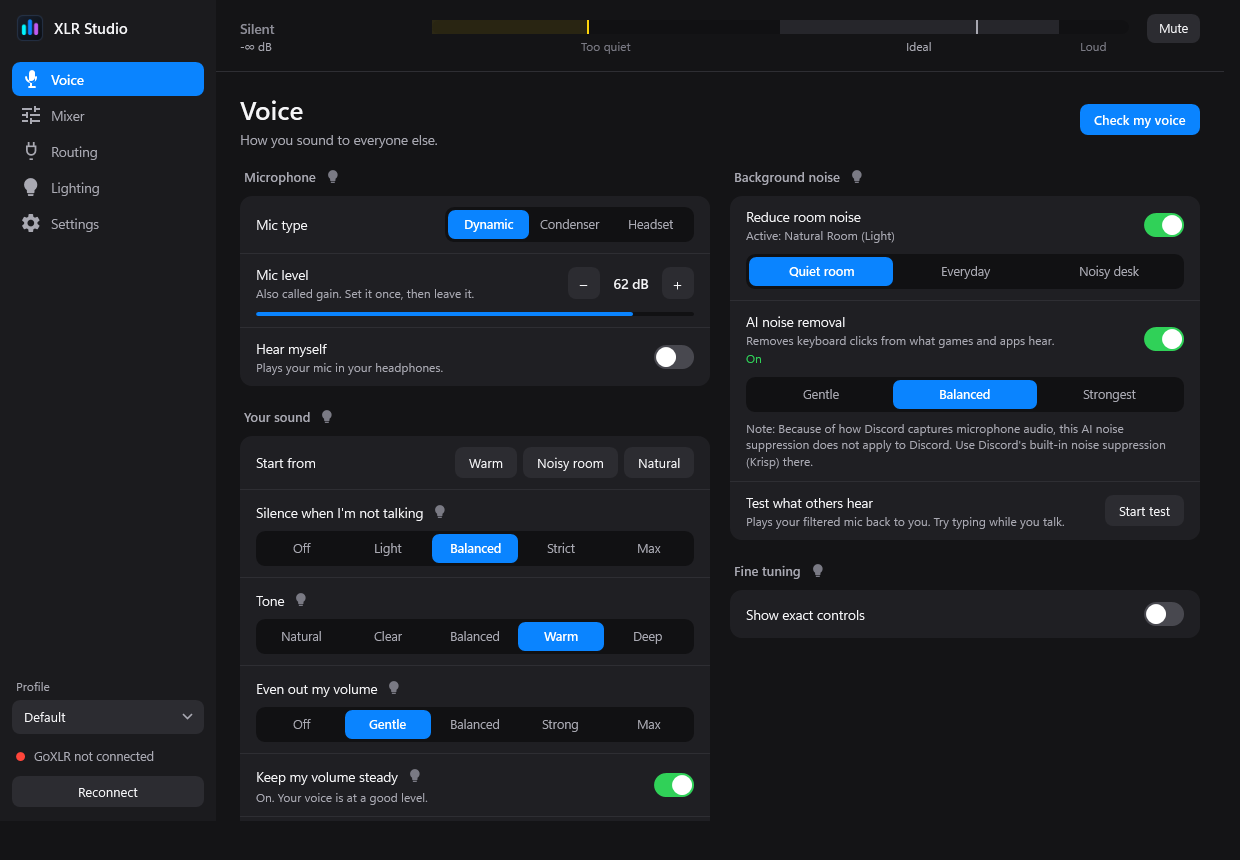 XLR Studio
Voice
Mixer
Routing
Lighting
Settings
Profile
Default
GoXLR not connected
Reconnect
Silent
-∞ dB
Too quiet
Ideal
Loud
Mute
Voice
How you sound to everyone else.
Check my voice
Microphone
Mic type
Dynamic
Condenser
Headset
Mic level
Also called gain. Set it once, then leave it.
–
62 dB
+
Hear myself
Plays your mic in your headphones.
Your sound
Start from
Warm
Noisy room
Natural
Silence when I'm not talking
Off
Light
Balanced
Strict
Max
Tone
Natural
Clear
Balanced
Warm
Deep
Even out my volume
Off
Gentle
Balanced
Strong
Max
Keep my volume steady
On. Your voice is at a good level.
Background noise
Reduce room noise
Active: Natural Room (Light)
Quiet room
Everyday
Noisy desk
AI noise removal
Removes keyboard clicks from what games and apps hear.
On
Gentle
Balanced
Strongest
Note: Because of how Discord captures microphone audio, this AI noise
suppression does not apply to Discord. Use Discord's built-in noise suppression
(Krisp) there.
Test what others hear
Plays your filtered mic back to you. Try typing while you talk.
Start test
Fine tuning
Show exact controls